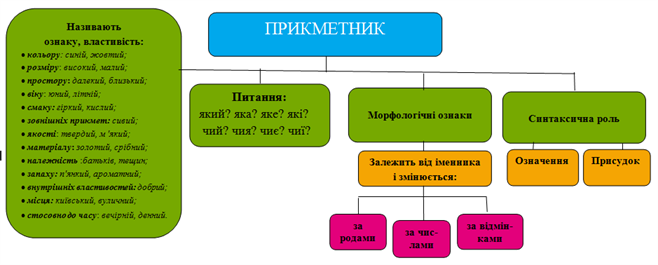 ПРИКМЕТНИК
Називають
ознаку, властивість:
• кольору: синій, жовтий;
• розміру: високий, малий;
• простору: далекий, близький;
• віку: юний, літній;
• смаку: гіркий, кислий;
• зовнішніх прикмет: сивий;
• якості: твердий, м'який;
• матеріалу: золотий, срібний;
• належність :батьків, тещин;
• запаху: п'янкий, ароматний;
• внутрішніх властивостей: добрий;
• місця: київський, вуличний;
• стосовно до часу: вечірній, денний.
Питання:
який? яка? яке? які?
чий? чия? чиє? чиї?
Морфологічні ознаки
Залежить від іменника
і змінюється:
за
родами
за чис-
лами
за відмін-
ками
Синтаксична роль
Означення
Присудок